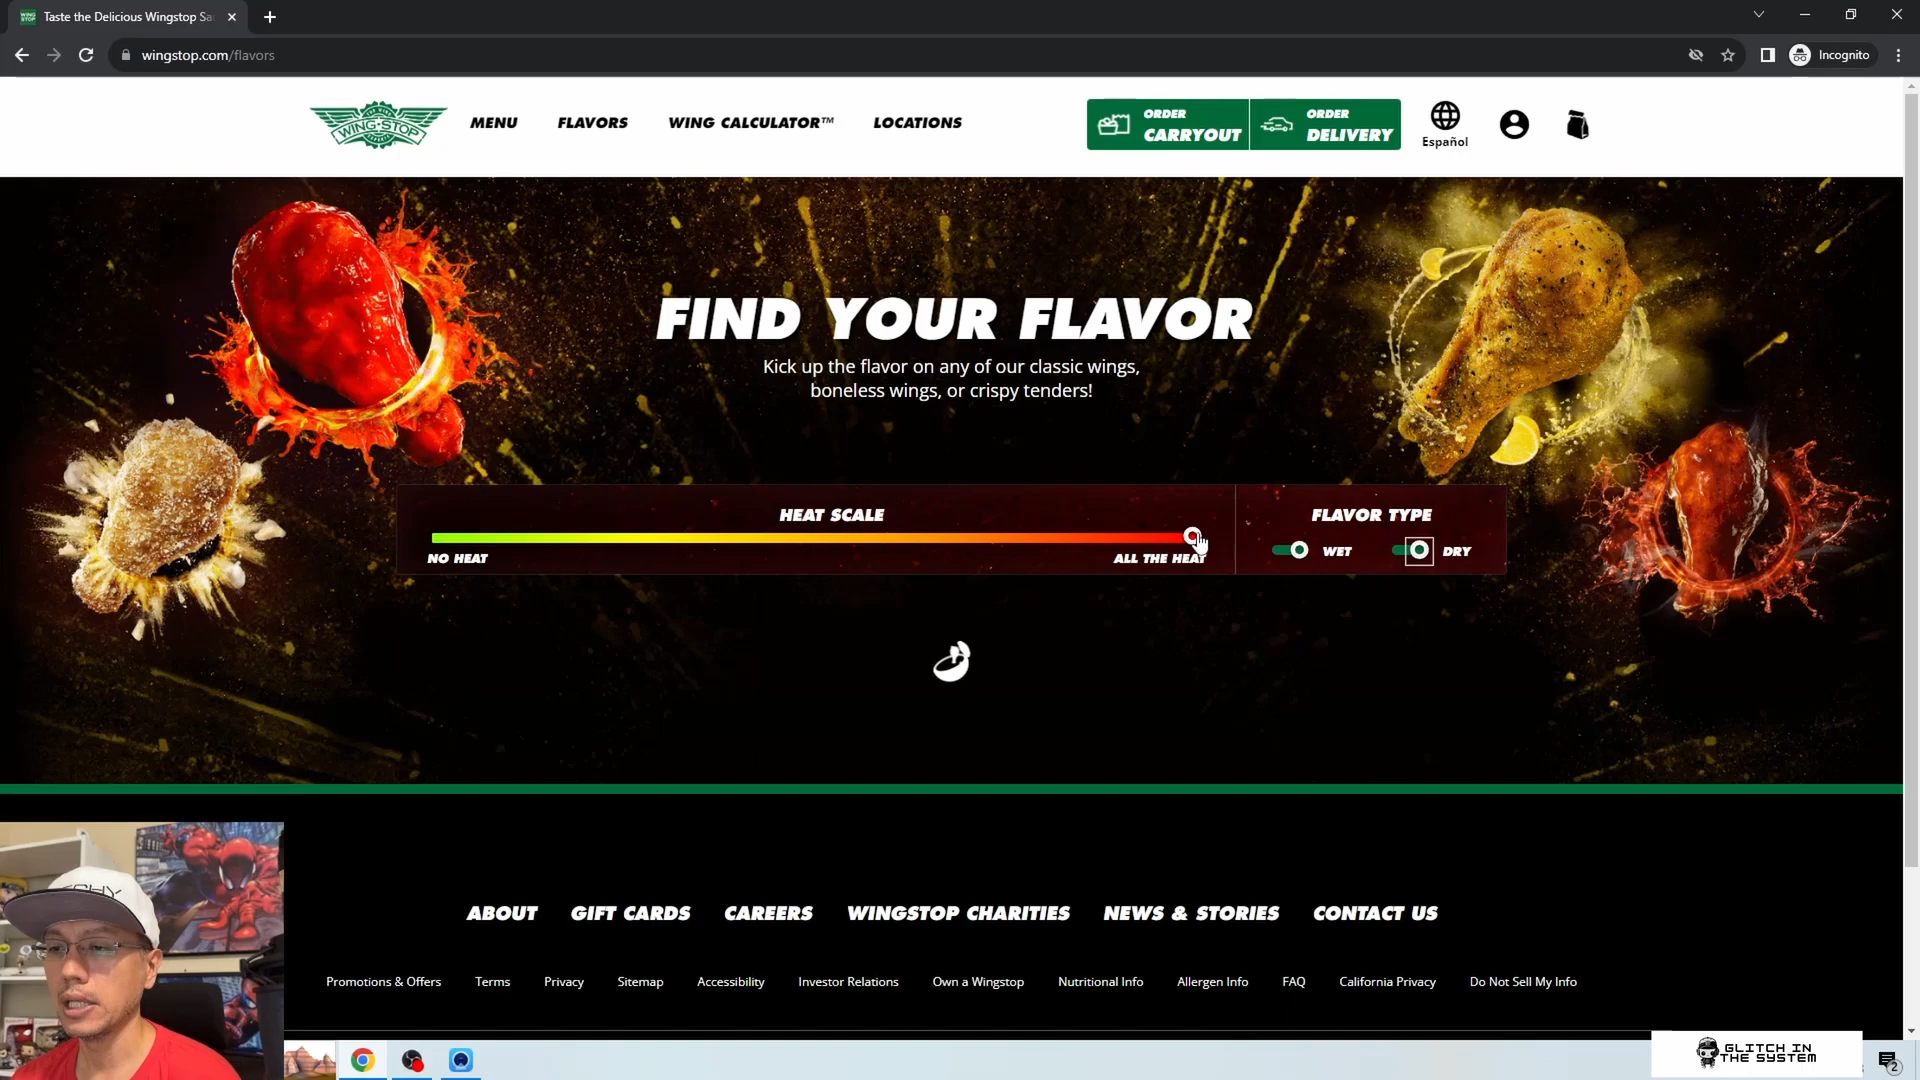 Taste the Delicious Wingstop Sa
wingstop.com/flavors
Incognito
WING STOP
MENU
FLAVORS
WING CALCULATOR™
LOCATIONS
ORDER
CARRYOUT
ORDER
DELIVERY
Español
FIND YOUR FLAVOR
Kick up the flavor on any of our classic wings,
boneless wings, or crispy tenders!
HEAT SCALE
NO HEAT
ALL THE HEAT
FLAVOR TYPE
WET
DRY
ABOUT
GIFT CARDS
CAREERS
WINGSTOP CHARITIES
NEWS & STORIES
CONTACT US
Promotions & Offers
Terms
Privacy
Sitemap
Accessibility
Investor Relations
Own a Wingstop
Nutritional Info
Allergen Info
FAQ
California Privacy
Do Not Sell My Info
GLITCH IN
THE SYSTEM
2